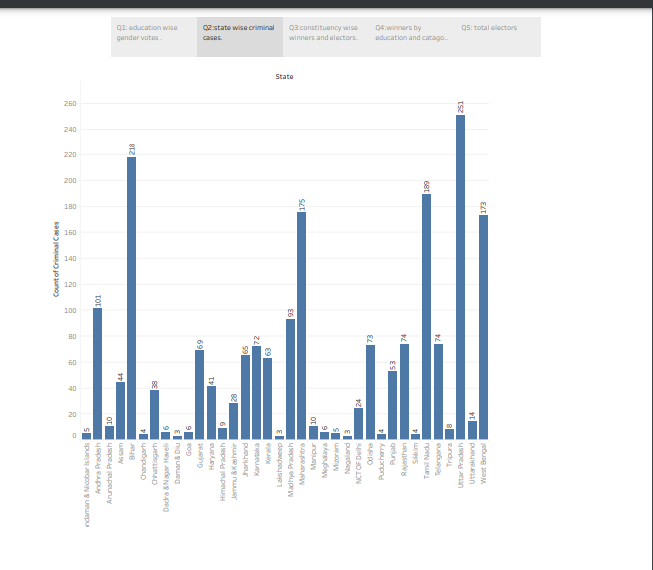 Q1: education wise
gender votes..
Q2:state wise criminal
cases.
Q3:constituency wise
winners and electors..
Q4:winners by
education and catago..
Q5: total electors
State
260
240
220
200
180
160
140
120
100
80
60
40
20
0
Count of Criminal Cases
5
101
10
44
218
4
38
6
3
6
69
41
9
28
65
72
63
3
93
175
10
6
5
3
24
73
4
53
74
4
189
74
8
251
14
173
ndaman & Nicobar Islands
Andhra Pradesh
Arunachal Pradesh
Assam
Bihar
Chandigarh
Chhattisgarh
Dadra & Nagar Haveli
Daman & Diu
Goa
Gujarat
Haryana
Himachal Pradesh
Jammu & Kashmir
Jharkhand
Karnataka
Kerala
Lakshadweep
Madhya Pradesh
Maharashtra
Manipur
Meghalaya
Mizoram
Nagaland
NCT OF Delhi
Odisha
Puducherry
Punjab
Rajasthan
Sikkim
Tamil Nadu
Telangana
Tripura
Uttar Pradesh
Uttarakhand
West Bengal